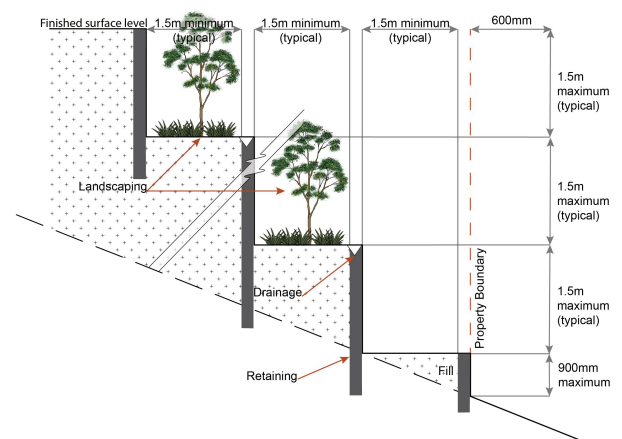 Finished surface level
1.5m minimum
(typical)
1.5m minimum
(typical)
1.5m minimum
(typical)
600mm
1.5m
maximum
(typical)
Landscaping
1.5m
maximum
(typical)
Drainage
Property Boundary
1.5m
maximum
(typical)
Retaining
Fill
900mm
maximum